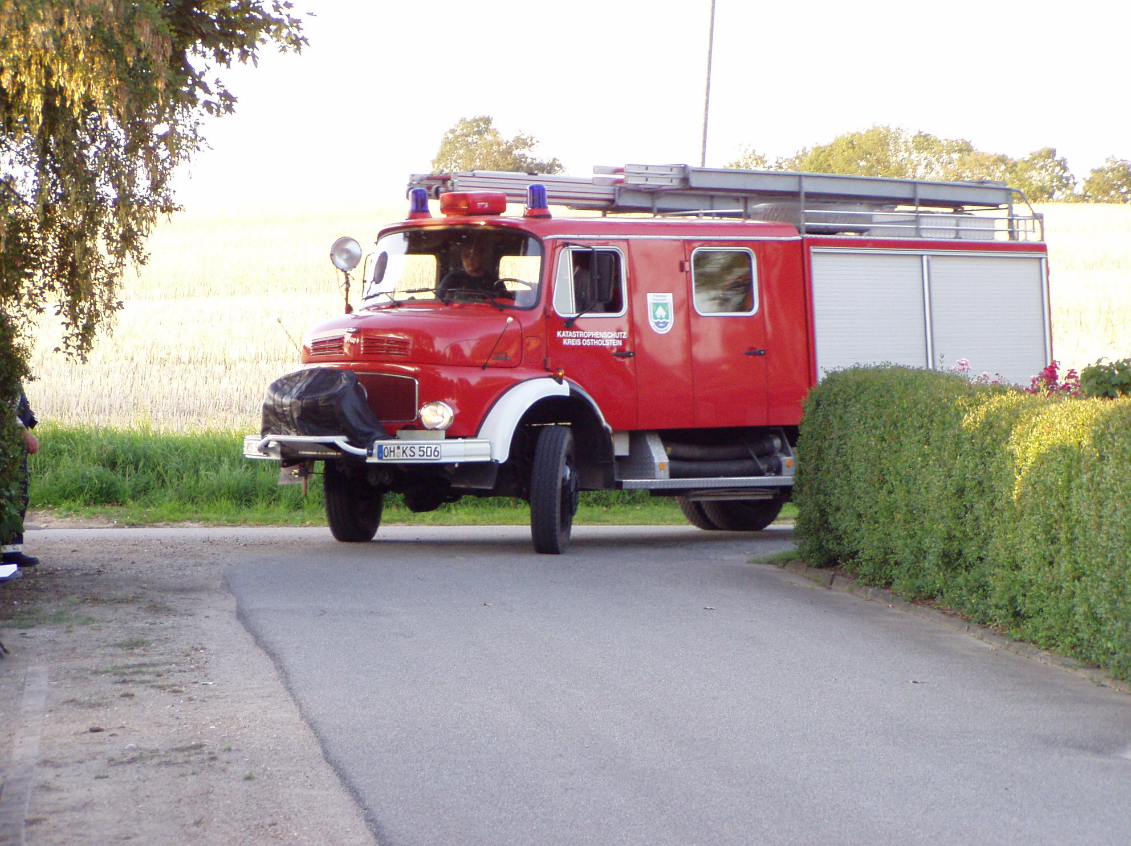 KATASTROPHENSCHUTZ
KREIS OSTHOLSTEIN
OH KS 506